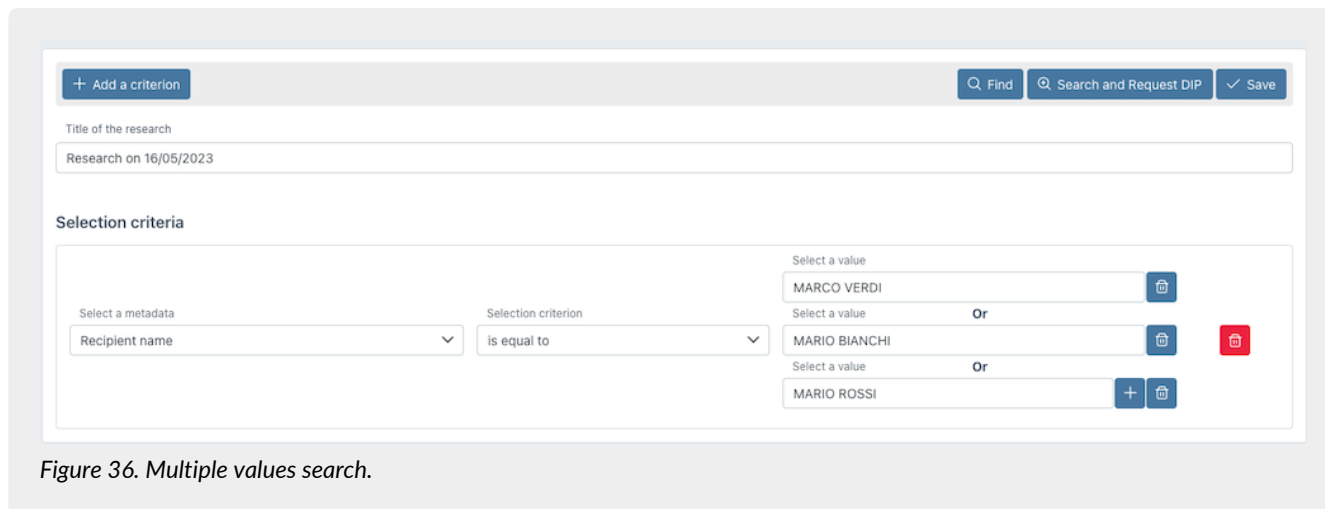 Add a criterion
Find
Search and Request DIP
Save
Title of the research
Research on 16/05/2023
Selection criteria
Select a value
MARCO VERDI
Select a metadata
Selection criterion
Select a value
Or
Recipient name
is equal to
MARIO BIANCHI
Select a value
Or
MARIO ROSSI
Figure 36. Multiple values search.